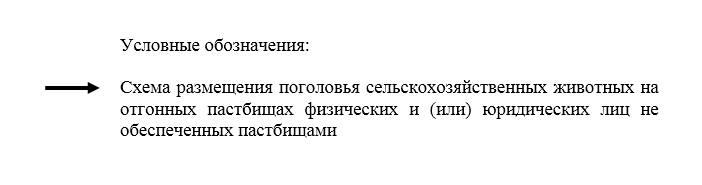 Условные обозначения:
Схема размещения поголовья сельскохозяйственных животных на
отгонных пастбищах физических и (или) юридических лиц не
обеспеченных пастбищами